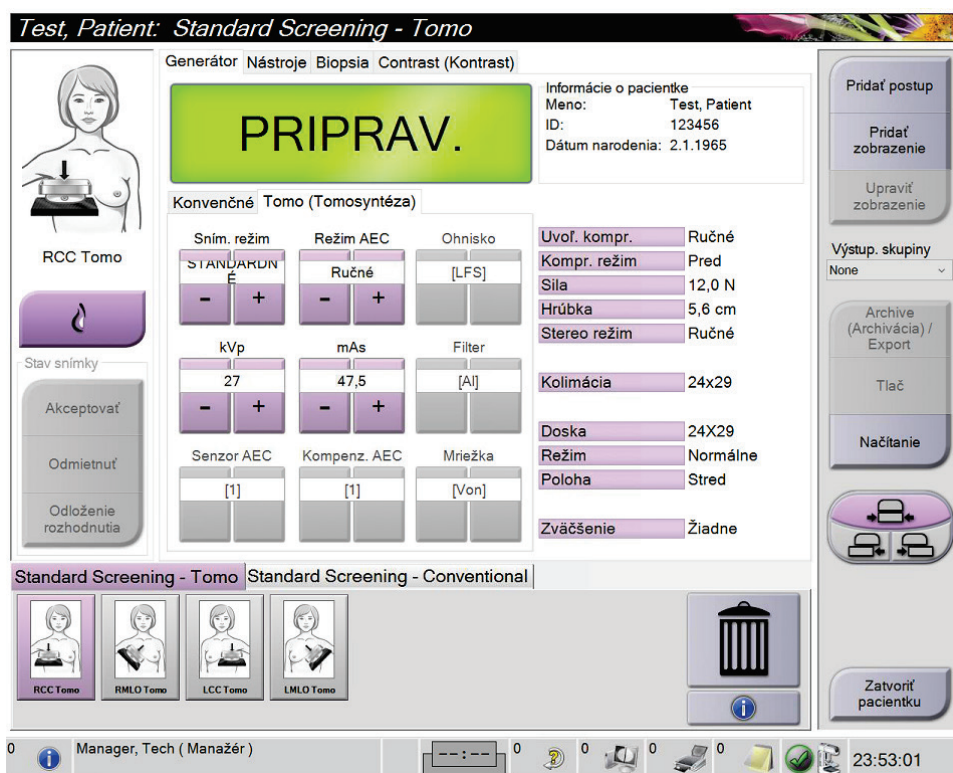 Test, Patient: Standard Screening - Tomo
Generátor Nástroje Biopsia Contrast (Kontrast)
PRIPRAV.
Informácie o pacientke
Meno: Test, Patient
ID: 123456
Dátum narodenia: 2.1.1965
RCC Tomo
Stav snímky
Akceptovať
Odmietnuť
Odloženie
rozhodnutia
Konvenčné Tomo (Tomosyntéza)
Sním. režim Režim AEC Ohnisko
STANDARDN
É
Ručné [LFS]
- + - +
kVp mAs Filter
27 47,5 [Al]
- + - +
Senzor AEC Kompenz. AEC Mriežka
[1] [1] [Von]
Uvoľ. kompr. Ručné
Kompr. režim Pred
Sila 12,0 N
Hrúbka 5,6 cm
Stereo režim Ručné
Kolimácia 24x29
Doska 24X29
Režim Normálne
Poloha Stred
Zväčšenie Žiadne
Pridať postup
Pridať
zobrazenie
Upraviť
zobrazenie
Výstup. skupiny
None
Archive
(Archivácia) /
Export
Tlač
Načítanie
Standard Screening - Tomo Standard Screening - Conventional
RCC Tomo RMLO Tomo LCC Tomo LMLO Tomo
Zatvoriť
pacientku
0 Manager, Tech ( Manažér ) --:-- 0 0 0 0 23:53:01